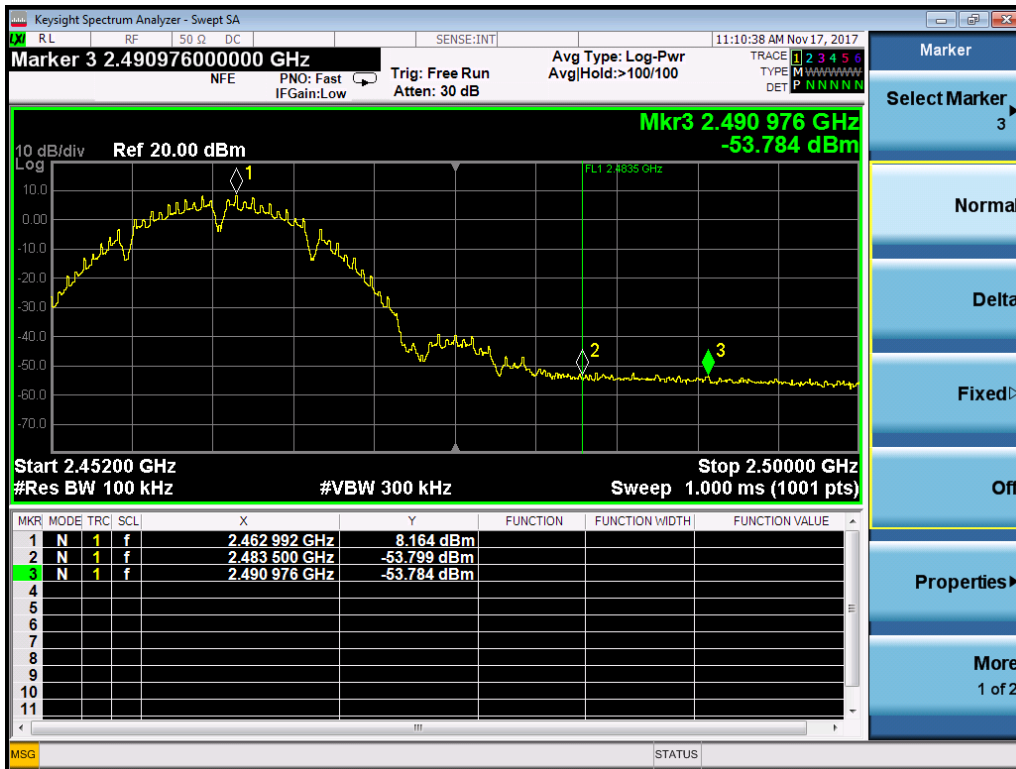 Keysight Spectrum Analyzer - Swept SA
LXI RL RF 50 Ω DC SENSE:INT 11:10:38 AM Nov 17, 2017
Marker 3 2.490976000000 GHz
NFE PNO: Fast IFGain:Low
Trig: Free Run
Atten: 30 dB
Avg Type: Log-Pwr
Avg|Hold:>100/100
TRACE 1 2 3 4 5 6
TYPE M W W W W W
DET P N N N N N
Mkr3 2.490 976 GHz
-53.784 dBm
10 dB/div Ref 20.00 dBm
Log
FL1 2.4835 GHz
1
10.0
0.00
-10.0
-20.0
-30.0
-40.0
2 3
-50.0
-60.0
-70.0
Start 2.45200 GHz Stop 2.50000 GHz
#Res BW 100 kHz #VBW 300 kHz Sweep 1.000 ms (1001 pts)
MKR MODE TRC SCL X Y FUNCTION FUNCTION WIDTH FUNCTION VALUE
1 N 1 f 2.462 992 GHz 8.164 dBm
2 N 1 f 2.483 500 GHz -53.799 dBm
3 N 1 f 2.490 976 GHz -53.784 dBm
4
5
6
7
8
9
10
11
MSG STATUS
Marker
Select Marker
3
Normal
Delta
Fixed
Off
Properties
More
1 of 2